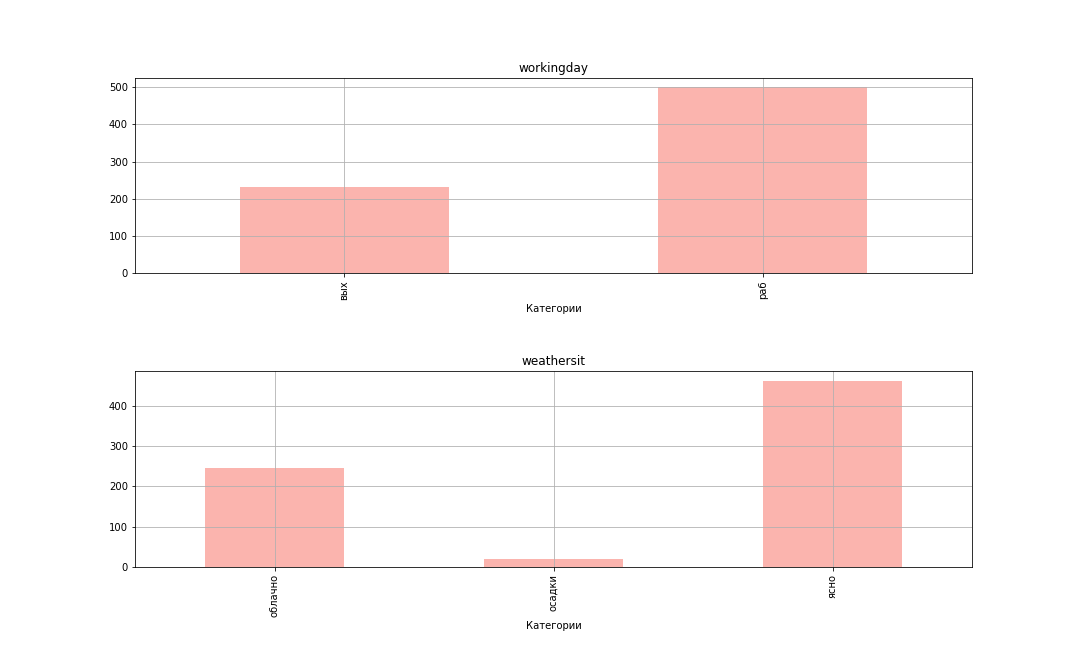 workingday
500
400
300
200
100
0
вых
раб
Категории
weathersit
400
300
200
100
0
облачно
осадки
ясно
Категории